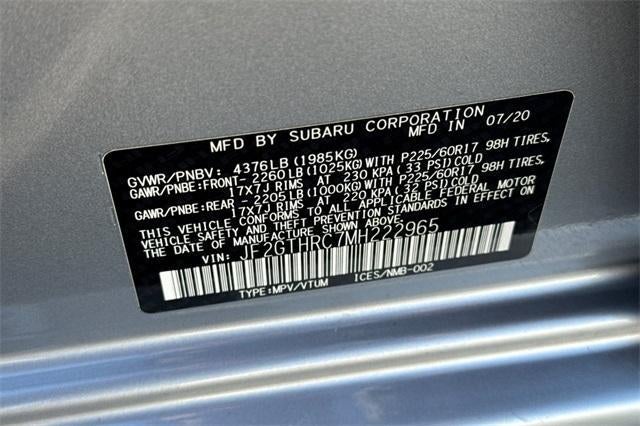 MFD BY SUBARU CORPORATION
MADE IN 07/20
GVWR/PNBV: 4376LB (1985KG)
GAWR/PNBE:FRONT- 2260LB (1025KG)WITH P225/60R17 98H TIRES,
17X7J RIMS AT 230 KPA (33 PSI) COLD
GAWR/PNBE:REAR - 2205LB (1000KG)WITH P225/60R17 98H TIRES,
17X7J RIMS AT 220 KPA (32 PSI) COLD
THIS VEHICLE CONFORMS TO ALL APPLICABLE FEDERAL MOTOR
VEHICLE SAFETY AND THEFT PREVENTION STANDARDS IN EFFECT ON
THE DATE OF MANUFACTURE SHOWN ABOVE
VIN: JF2GTHRC7MH222965
TYPE:MPV/VTUM ICES/NMB-002